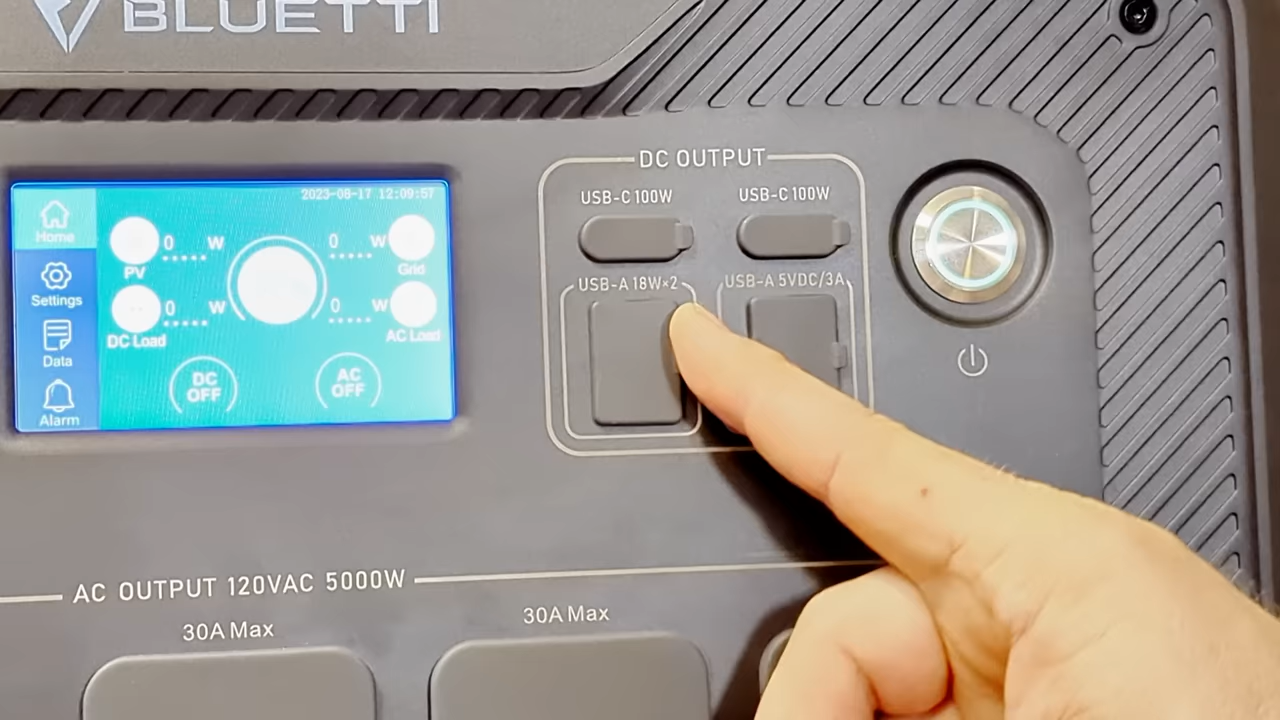 BLUETTI
2023-08-17 12:09:57
Home
Settings
Data
Alarm
0 W
PV
0 W
Grid
0 W
DC Load
0 W
AC Load
DC
OFF
AC
OFF
DC OUTPUT
USB-C 100W
USB-C 100W
USB-A 18W×2
USB-A 5VDC/3A
AC OUTPUT 120VAC 5000W
30A Max
30A Max